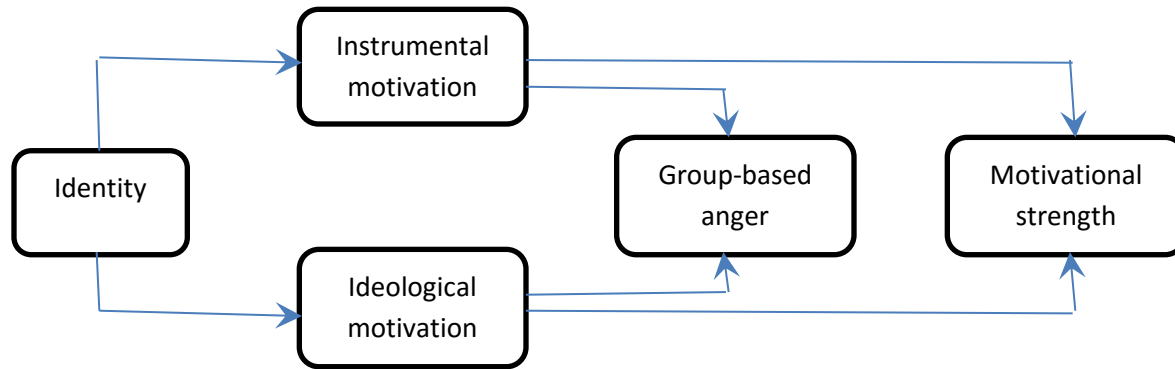 Instrumental
motivation
Identity
Group-based
anger
Motivational
strength
Ideological
motivation